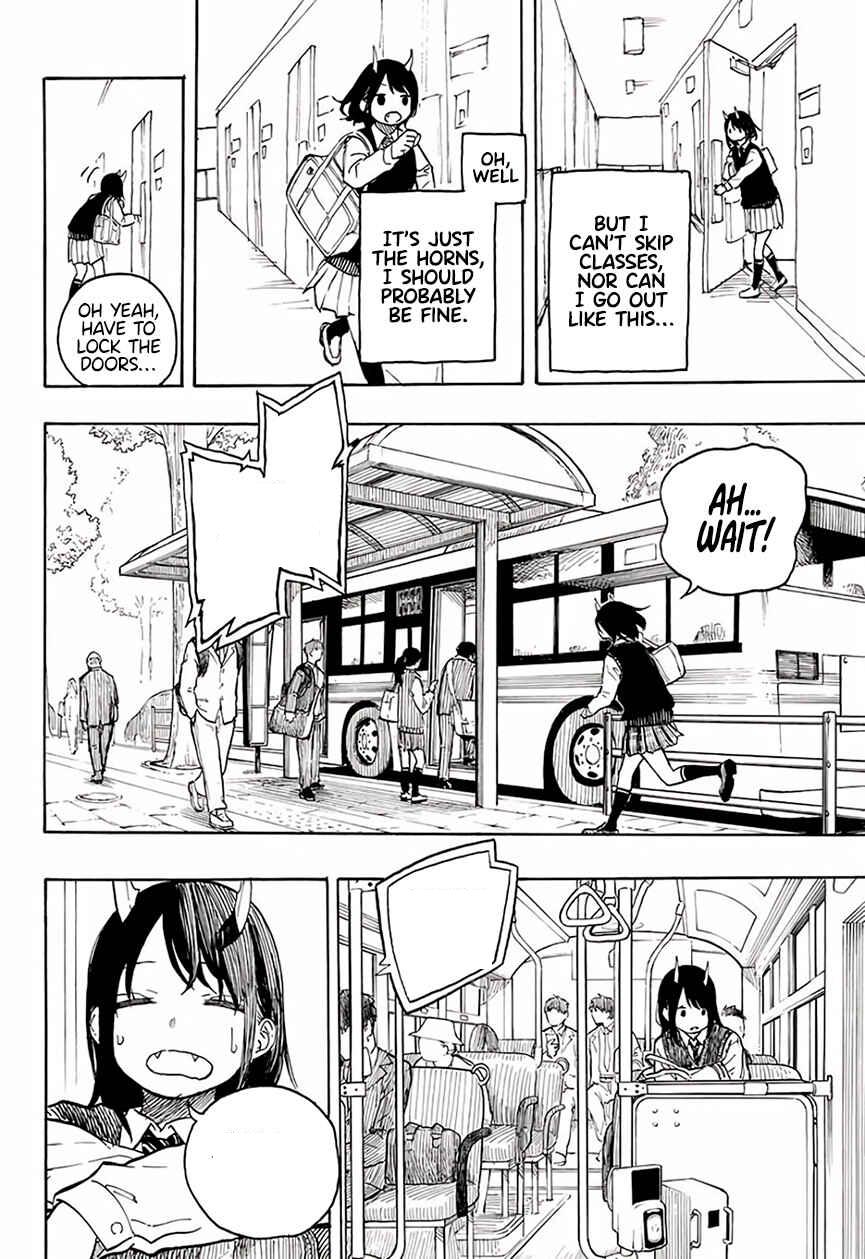 BUT I
CAN'T SKIP
CLASSES,
NOR CAN
I GO OUT
LIKE THIS...
OH,
WELL
IT'S JUST
THE HORNS,
I SHOULD
PROBABLY
BE FINE.
OH YEAH,
HAVE TO
LOCK THE
DOORS...
AH...
WAIT!